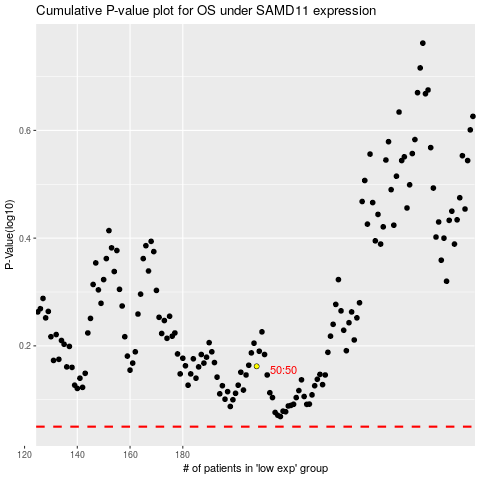 Cumulative P-value plot for OS under SAMD11 expression
P-Value(log10)
0.6
0.4
0.2
50:50
120 140 160 180
# of patients in 'low exp' group